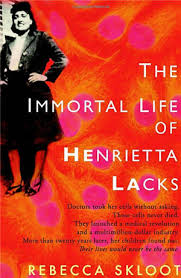 THE
IMMORTAL LIFE
OF
HENRIETTA
LACKS
Doctors took her cells without asking.
Those cells never died.
They launched a medical revolution
and a multimillion-dollar industry.
More than twenty years later, her children found out.
Their lives would never be the same.
REBECCA SKLOOT